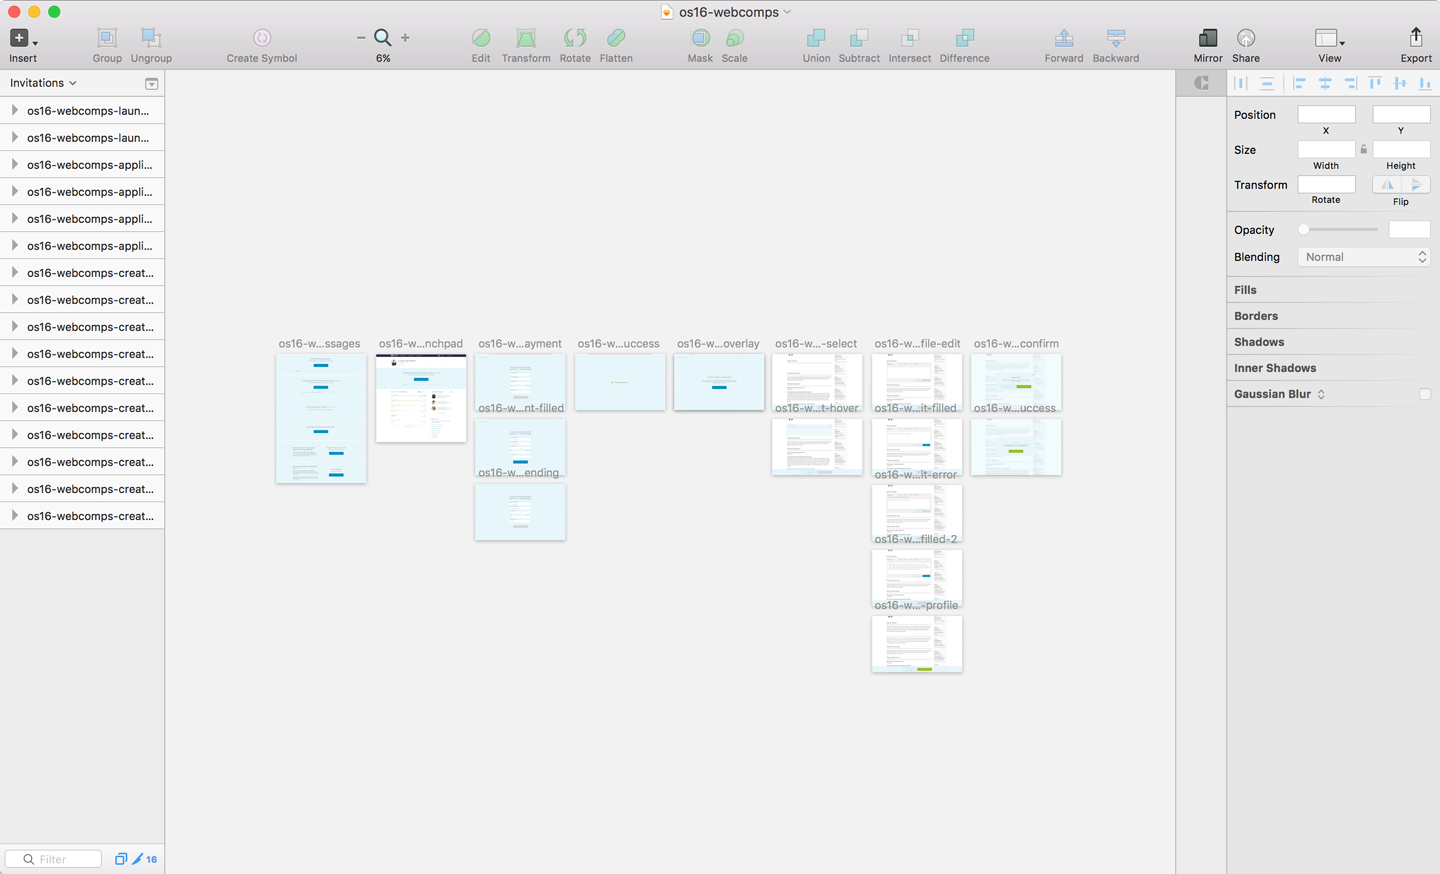 os16-webcomps
Insert
Group
Ungroup
Create Symbol
6%
Edit
Transform
Rotate
Flatten
Mask
Scale
Union
Subtract
Intersect
Difference
Forward
Backward
Mirror
Share
View
Export
Invitations
os16-webcomps-laun...
os16-webcomps-laun...
os16-webcomps-appli...
os16-webcomps-appli...
os16-webcomps-appli...
os16-webcomps-appli...
os16-webcomps-creat...
os16-webcomps-creat...
os16-webcomps-creat...
os16-webcomps-creat...
os16-webcomps-creat...
os16-webcomps-creat...
os16-webcomps-creat...
os16-webcomps-creat...
os16-webcomps-creat...
os16-webcomps-creat...
Filter
16
os16-w...ssages
os16-w...nchpad
os16-w...ayment
os16-w...uccess
os16-w...overlay
os16-w...-select
os16-w...file-edit
os16-w...confirm
os16-w...nt-filled
os16-w...t-hover
os16-w...it-filled
os16-w...uccess
os16-w...ending
os16-w...it-error
os16-w...filled-2
os16-w...-profile
Position
X
Y
Size
Width
Height
Transform
Rotate
Flip
Opacity
Blending
Normal
Fills
Borders
Shadows
Inner Shadows
Gaussian Blur